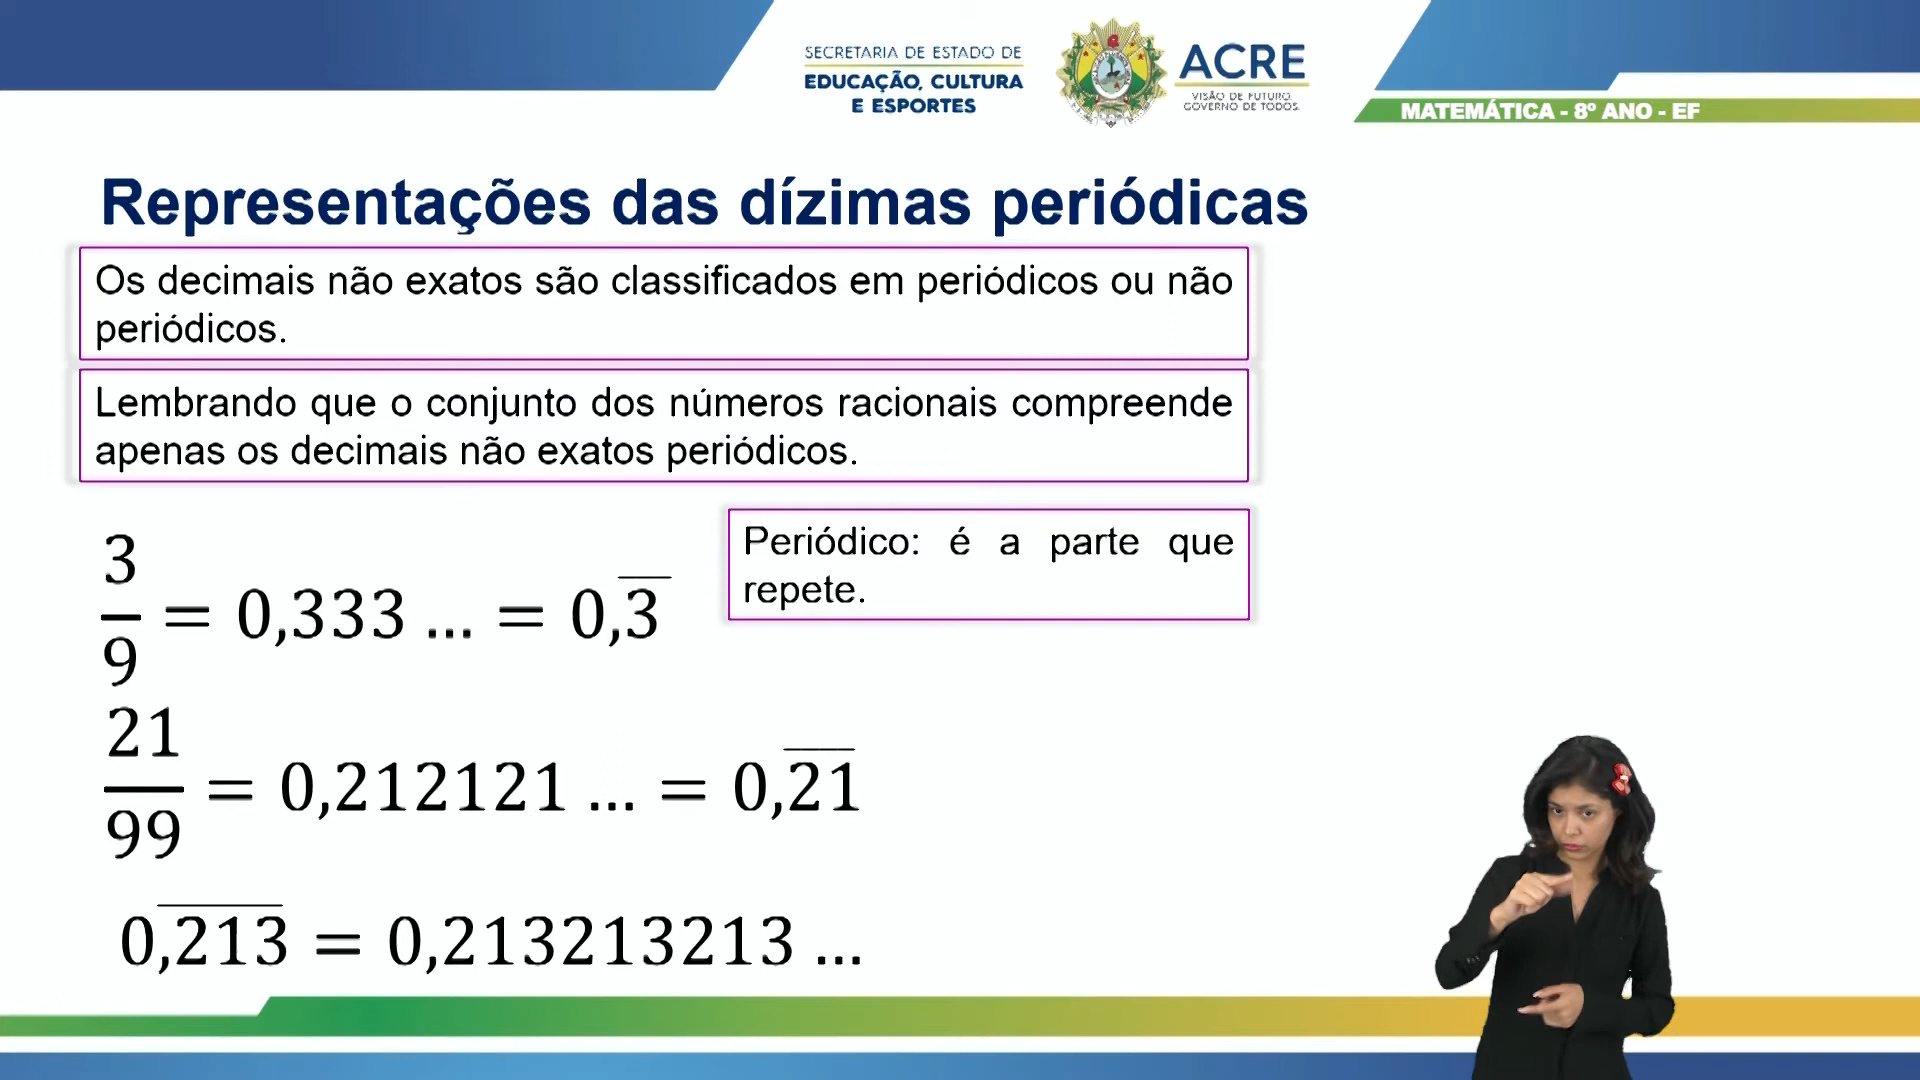 SECRETARIA DE ESTADO DE
EDUCAÇÃO, CULTURA
E ESPORTES
ACRE
VISÃO DE FUTURO.
GOVERNO DE TODOS.
MATEMÁTICA - 8º ANO - EF
Representações das dízimas periódicas
Os decimais não exatos são classificados em periódicos ou não
periódicos.
Lembrando que o conjunto dos números racionais compreende
apenas os decimais não exatos periódicos.
Periódico: é a parte que
repete.
3/9 = 0,333 ... = 0,3̅
21/99 = 0,212121 ... = 0,2̅1̅
0,2̅1̅3̅ = 0,213213213 ...